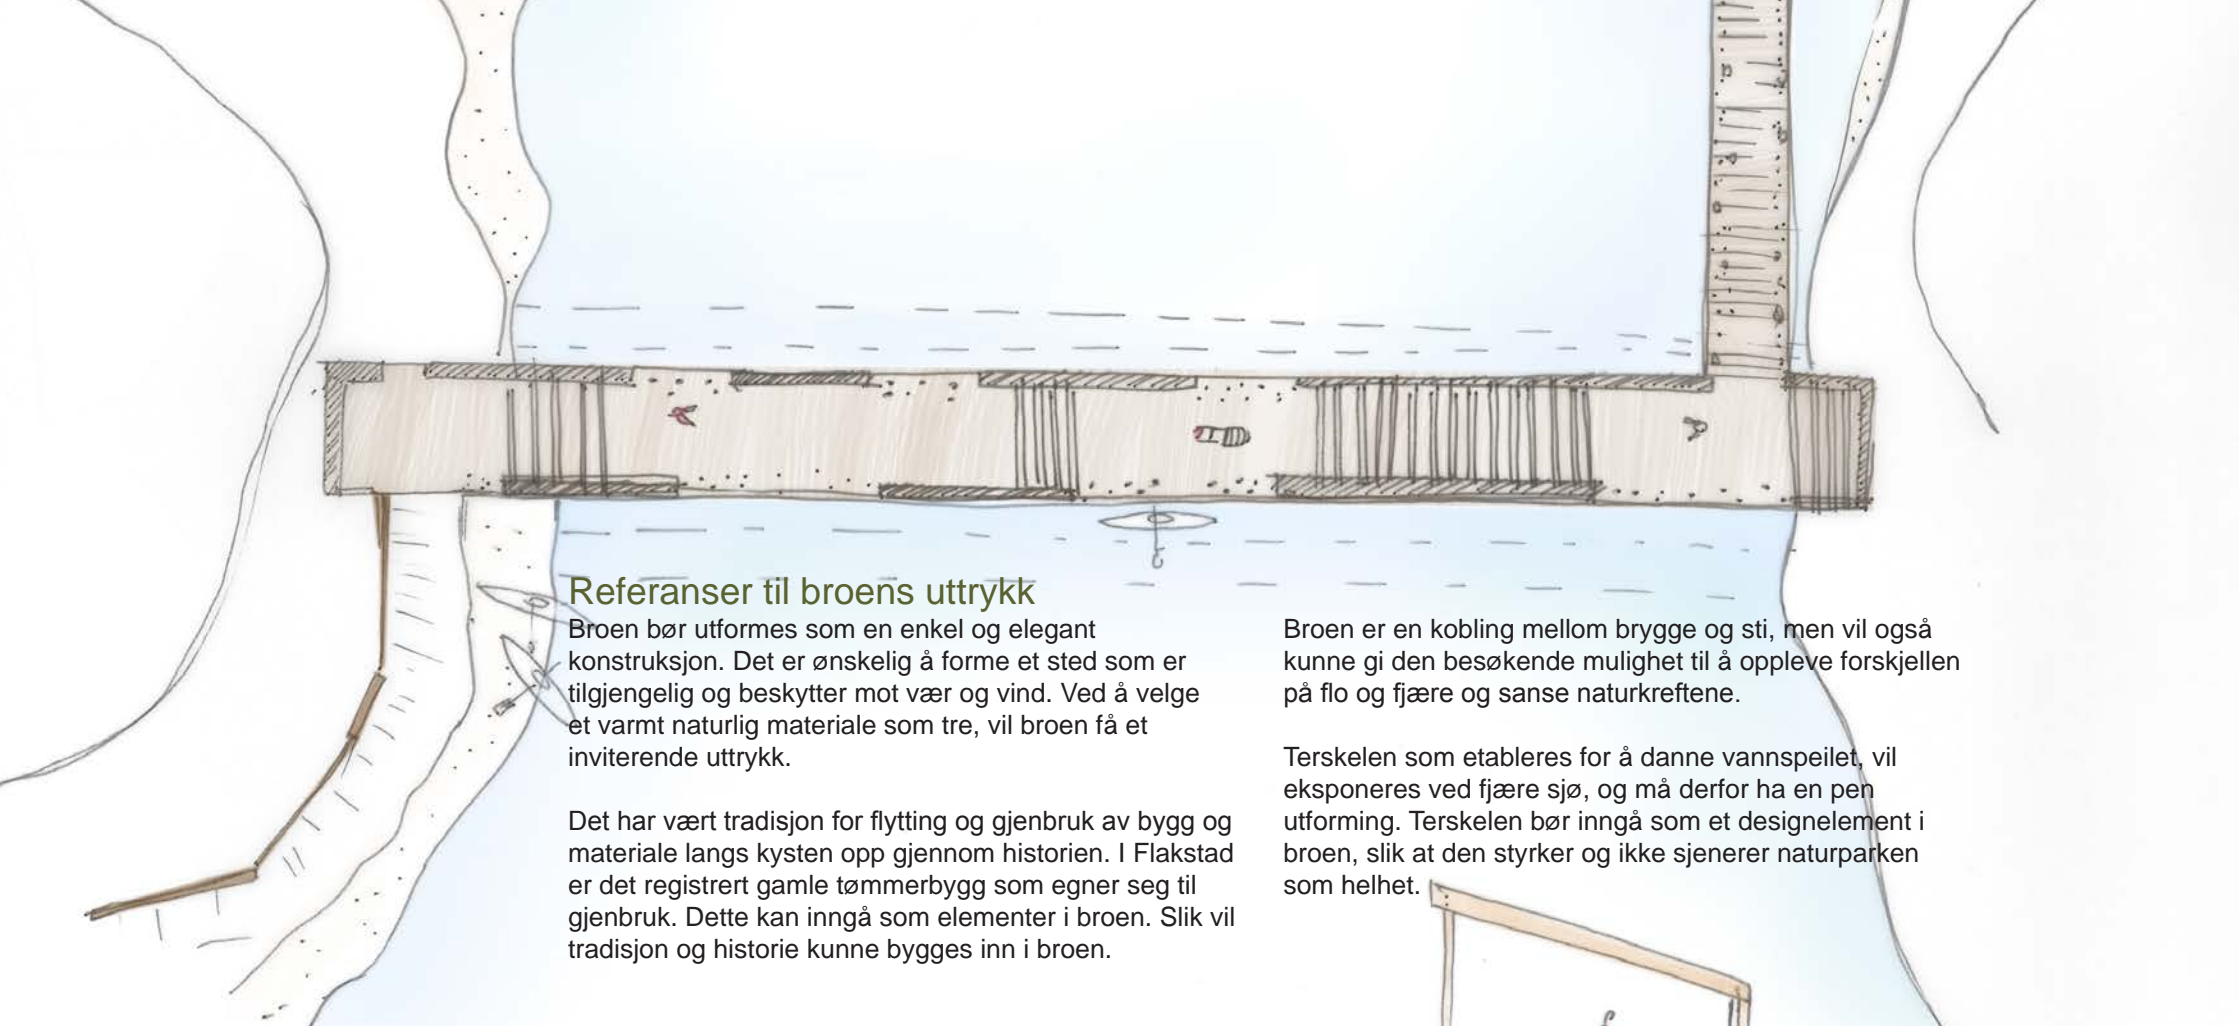 Referanser til broens uttrykk
Broen bør utformes som en enkel og elegant
konstruksjon. Det er ønskelig å forme et sted som er
tilgjengelig og beskytter mot vær og vind. Ved å velge
et varmt naturlig materiale som tre, vil broen få et
inviterende uttrykk.
Det har vært tradisjon for flytting og gjenbruk av bygg og
materiale langs kysten opp gjennom historien. I Flakstad
er det registrert gamle tømmerbygg som egner seg til
gjenbruk. Dette kan inngå som elementer i broen. Slik vil
tradisjon og historie kunne bygges inn i broen.
Broen er en kobling mellom brygge og sti, men vil også
kunne gi den besøkende mulighet til å oppleve forskjellen
på flo og fjære og sanse naturkreftene.
Terskelen som etableres for å danne vannspeilet, vil
eksponeres ved fjære sjø, og må derfor ha en pen
utforming. Terskelen bør inngå som et designelement i
broen, slik at den styrker og ikke sjenerer naturparken
som helhet.